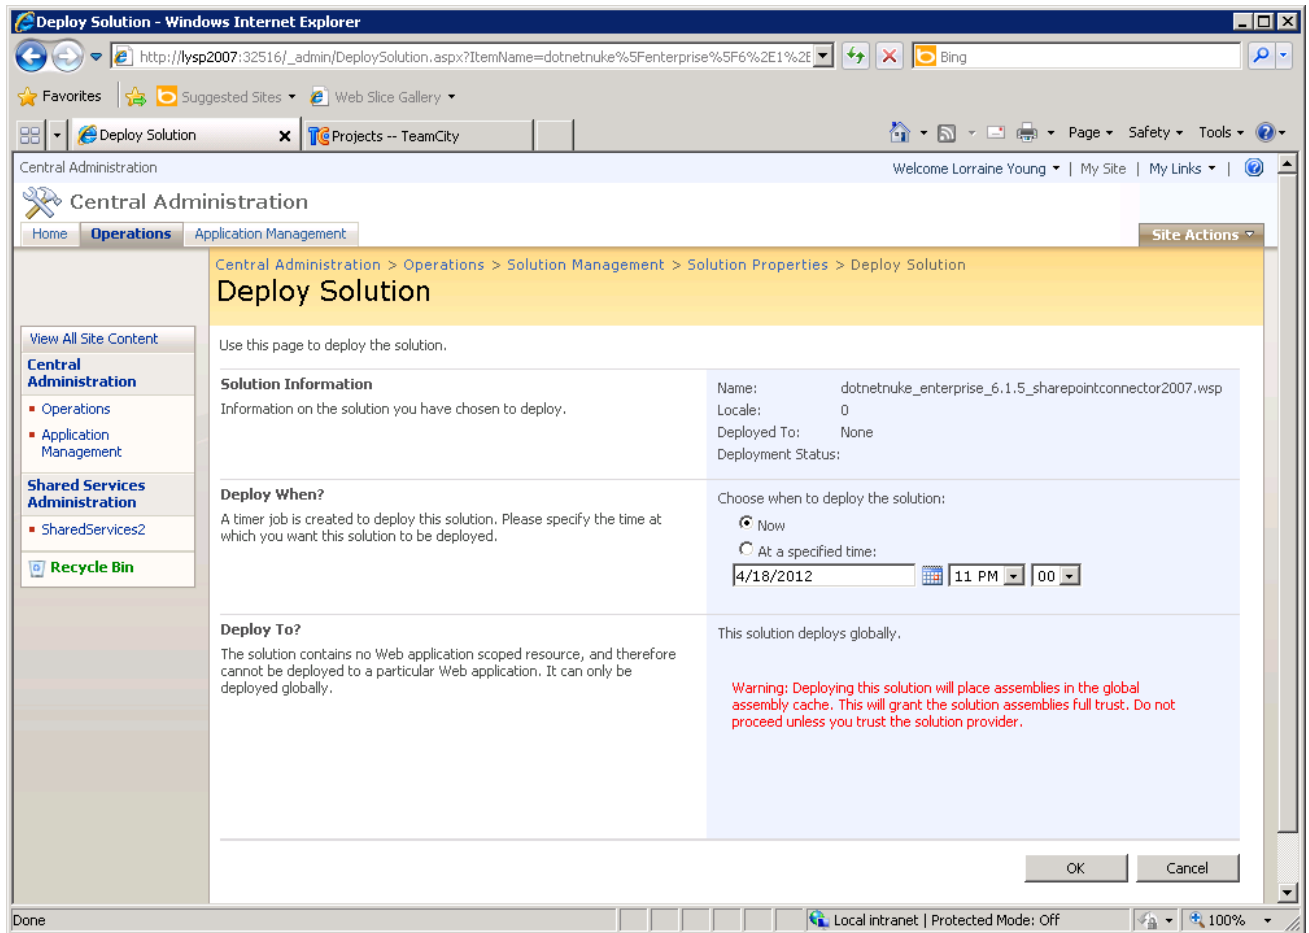 Deploy Solution - Windows Internet Explorer
http://lysp2007:32516/_admin/DeploySolution.aspx?ItemName=dotnetnuke%5Fenterprise%5F6%2E1%2E
Bing
Favorites Suggested Sites Web Slice Gallery
Deploy Solution Projects -- TeamCity Page Safety Tools
Central Administration Welcome Lorraine Young | My Site | My Links |
Central Administration
Home Operations Application Management Site Actions
Central Administration > Operations > Solution Management > Solution Properties > Deploy Solution
Deploy Solution
View All Site Content
Central
Administration
Operations
Application
Management
Shared Services
Administration
SharedServices2
Recycle Bin
Use this page to deploy the solution.
Solution Information
Information on the solution you have chosen to deploy.
Name: dotnetnuke_enterprise_6.1.5_sharepointconnector2007.wsp
Locale: 0
Deployed To: None
Deployment Status:
Deploy When?
A timer job is created to deploy this solution. Please specify the time at
which you want this solution to be deployed.
Choose when to deploy the solution:
Now
At a specified time:
4/18/2012 11 PM 00
Deploy To?
The solution contains no Web application scoped resource, and therefore
cannot be deployed to a particular Web application. It can only be
deployed globally.
This solution deploys globally.
Warning: Deploying this solution will place assemblies in the global
assembly cache. This will grant the solution assemblies full trust. Do not
proceed unless you trust the solution provider.
OK Cancel
Done Local intranet | Protected Mode: Off 100%